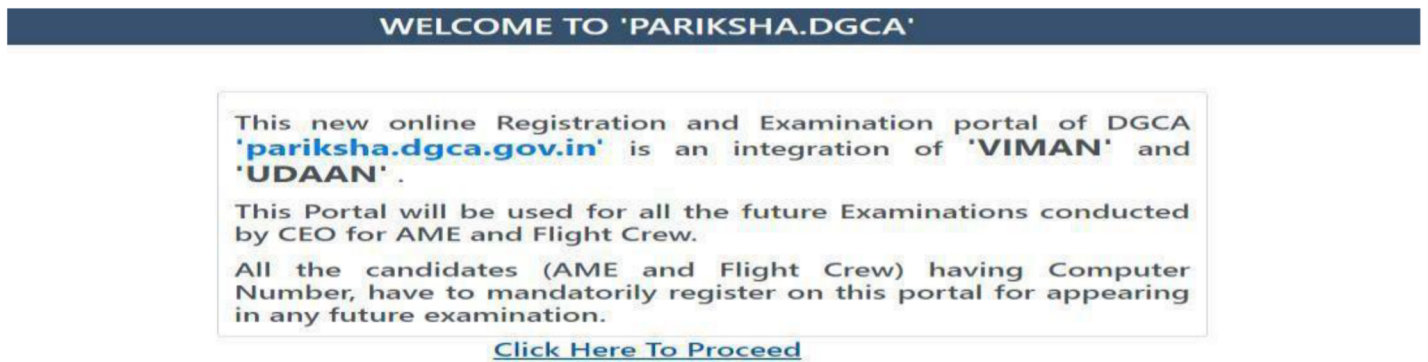 WELCOME TO 'PARIKSHA.DGCA'
This new online Registration and Examination portal of DGCA
'pariksha.dgca.gov.in' is an integration of 'VIMAN' and
'UDAAN' .
This Portal will be used for all the future Examinations conducted
by CEO for AME and Flight Crew.
All the candidates (AME and Flight Crew) having Computer
Number, have to mandatorily register on this portal for appearing
in any future examination.
Click Here To Proceed